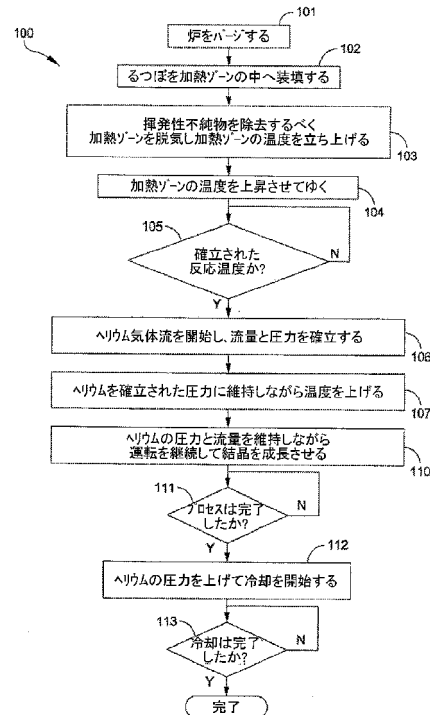 100
101
炉をパージする
102
るつぼを加熱ゾーンの中へ装填する
揮発性不純物を除去するべく
加熱ゾーンを脱気し加熱ゾーンの温度を立ち上げる
103
加熱ゾーンの温度を上昇させてゆく
104
105
確立された
反応温度か?
N
Y
ヘリウム気体流を開始し、流量と圧力を確立する
106
ヘリウムを確立された圧力に維持しながら温度を上げる
107
ヘリウムの圧力と流量を維持しながら
運転を継続して結晶を成長させる
110
111
プロセスは完了
したか?
N
Y
112
ヘリウムの圧力を上げて冷却を開始する
113
冷却は完了
したか?
N
Y
完了